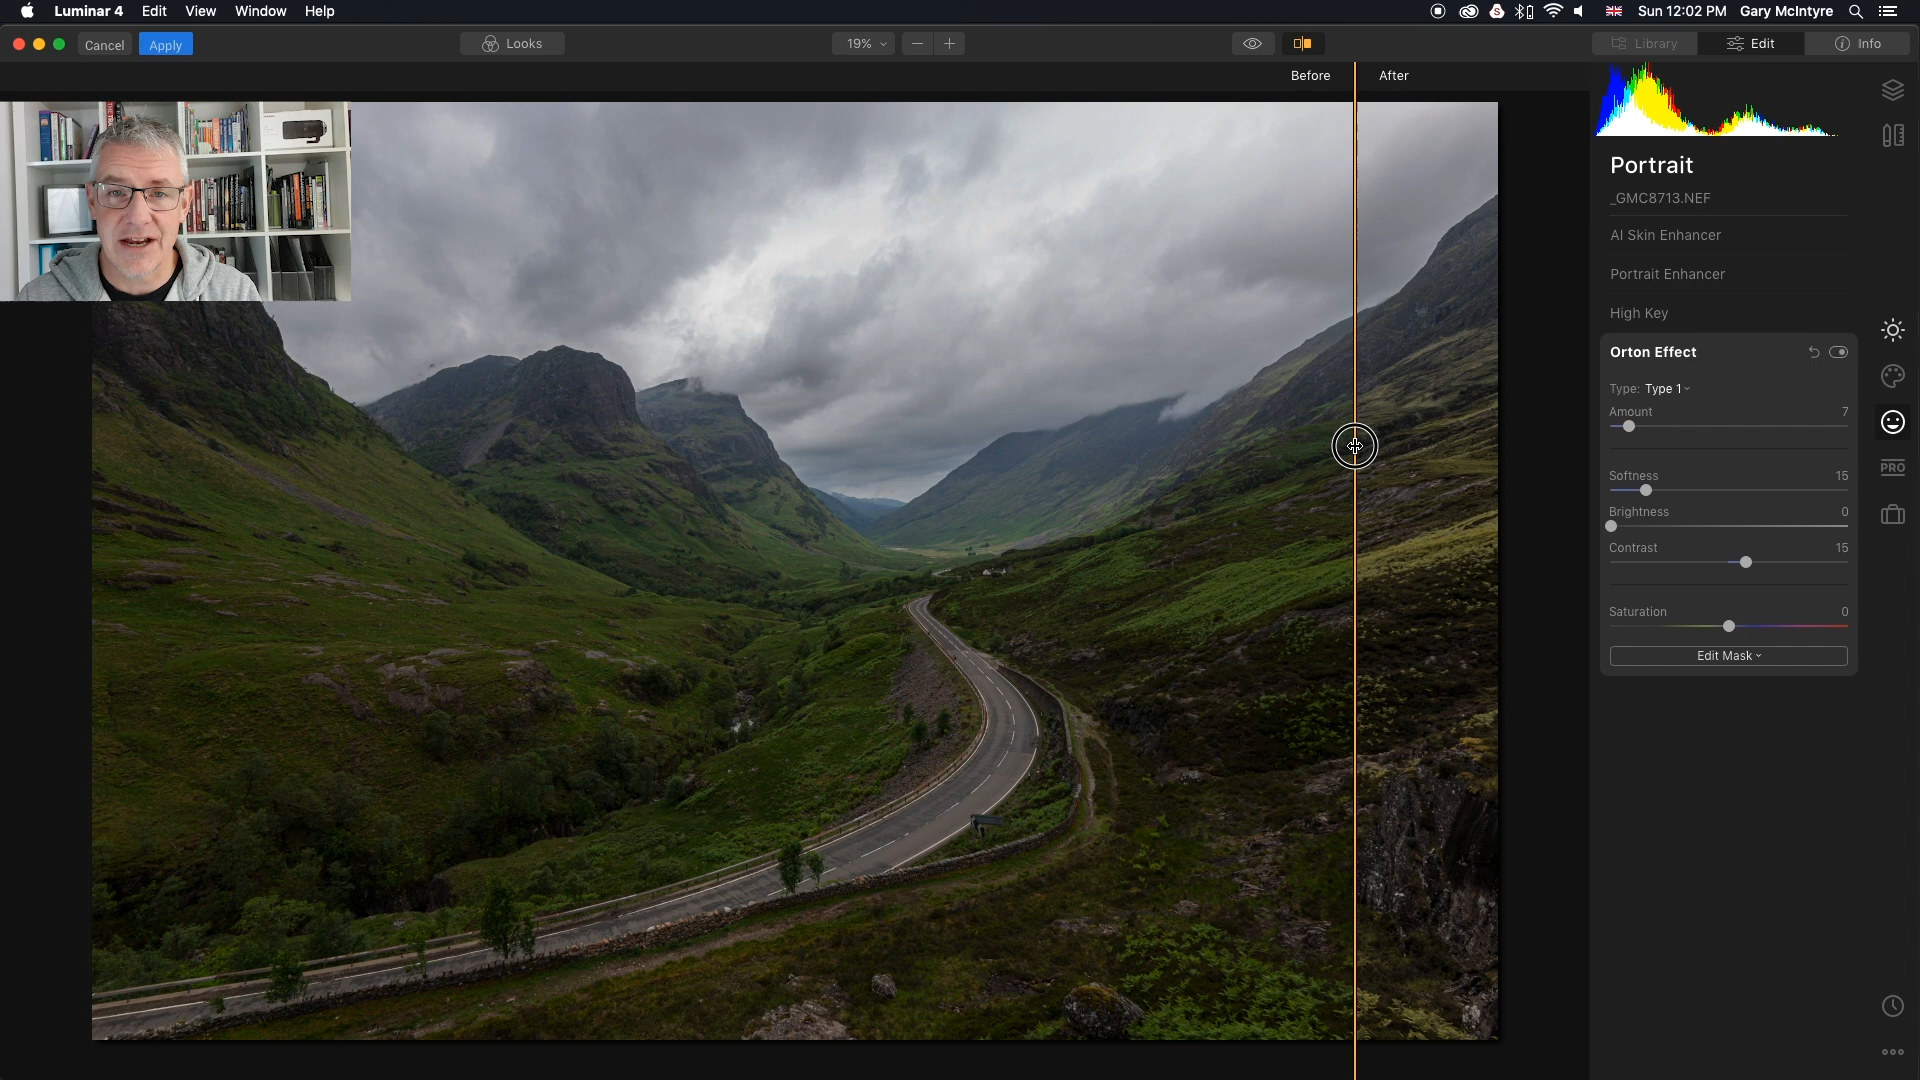 Luminar 4 Edit View Window Help Sun 12:02 PM Gary McIntyre
Cancel Apply Looks 19% Library Edit Info
Before After
Portrait
_GMC8713.NEF
AI Skin Enhancer
Portrait Enhancer
High Key
Orton Effect
Type: Type 1
Amount 7
PRO
Softness 15
Brightness 0
Contrast 15
Saturation 0
Edit Mask